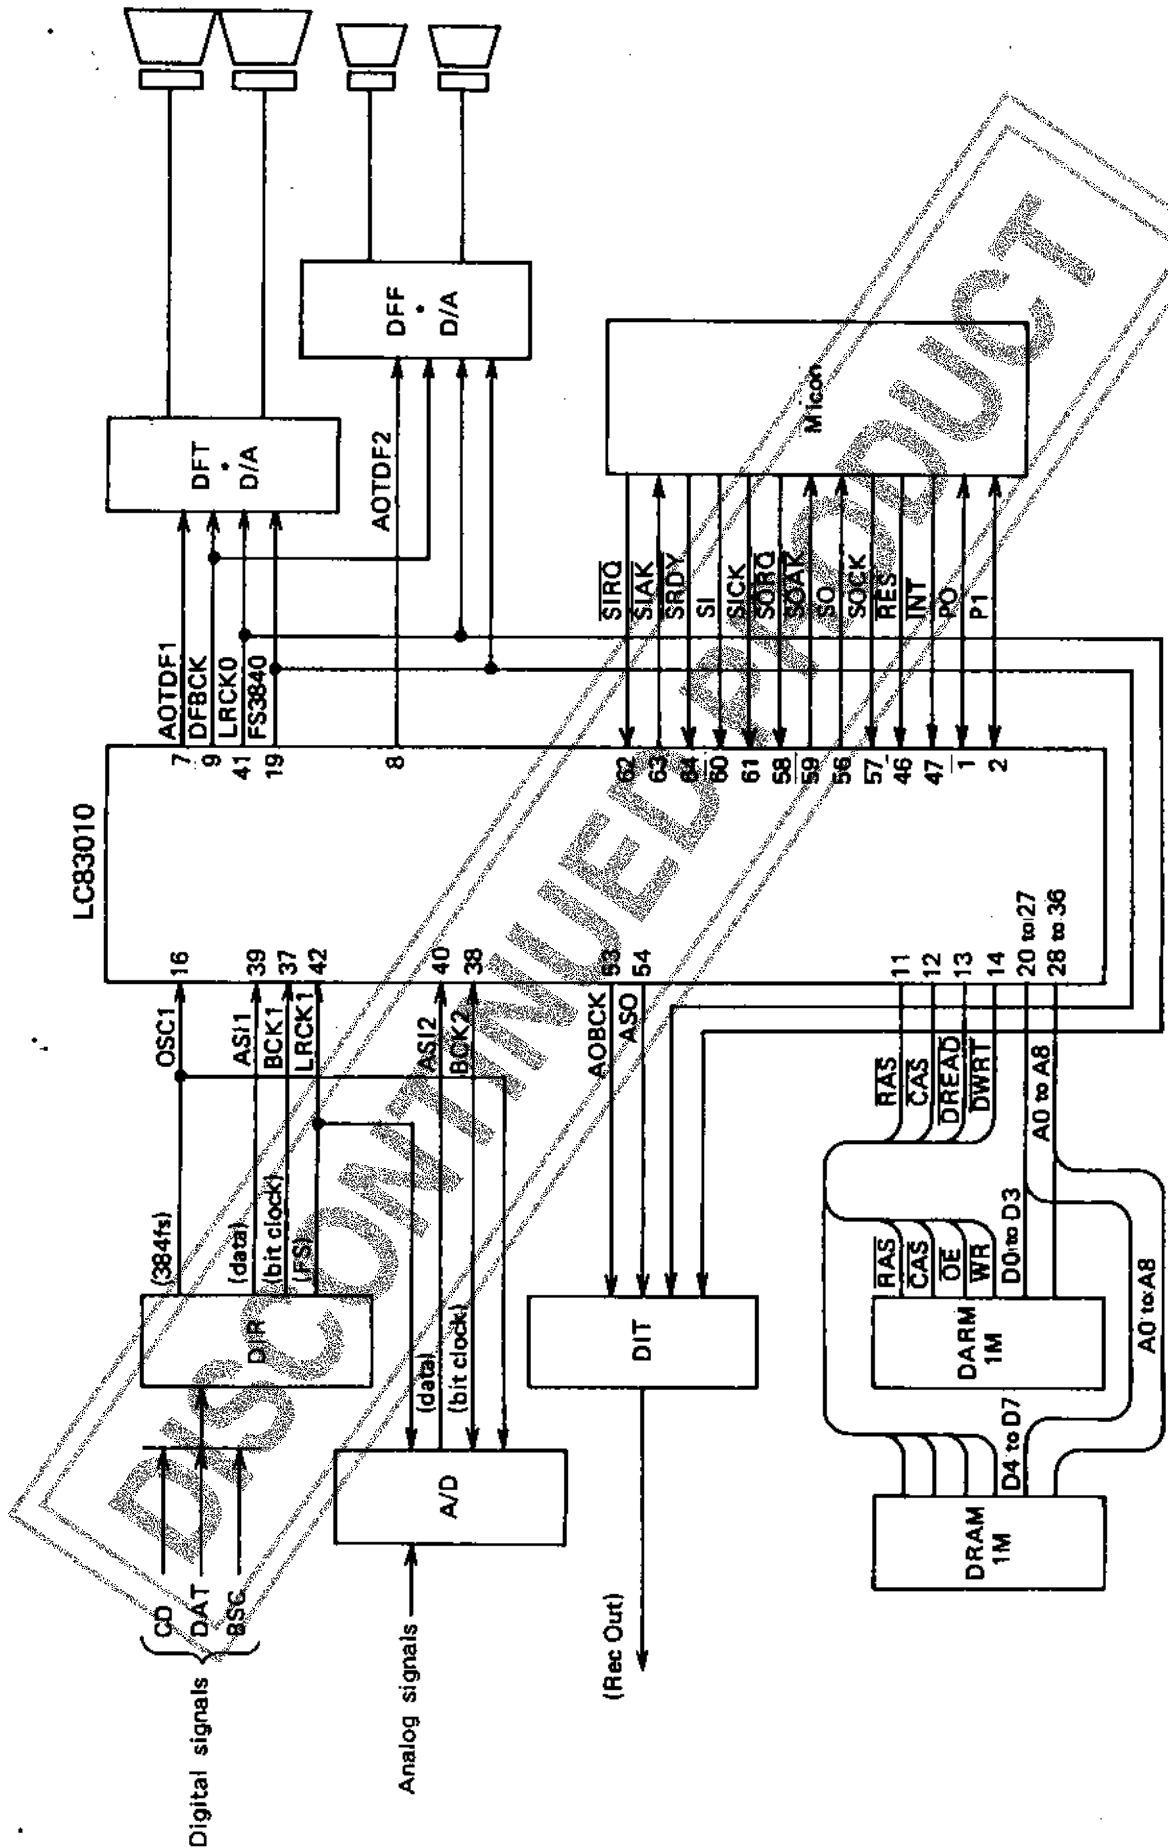 LC83010
Digital signals
CD
DAT
BSC
DIR
(384fs)
(data)
(bit clock)
(FS)
OSC1
ASI1
BCK1
LRCK1
16
39
37
42
Analog signals
A/D
(data)
(bit clock)
ASI2
BCK2
40
38
(Rec Out)
DIT
AOBCK
ASO
53
54
DRAM
1M
D4 to D7
DARM
1M
RAS
CAS
OE
WR
D0 to D3
A0 to A8
RAS
CAS
DREAD
DWRT
A0 to A8
11
12
13
14
20 to 27
28 to 36
7
9
41
19
AOTDF1
DFBCK
LRCK0
FS3840
DFT
*
D/A
8
AOTDF2
DFF
*
D/A
62
63
64
60
61
58
59
56
57
46
47
1
2
SIRQ
SIAK
SRDY
SI
SICK
SORQ
SOAK
SO
SOCK
RES
INT
PO
P1
Micon
DISCONTINUED PRODUCT